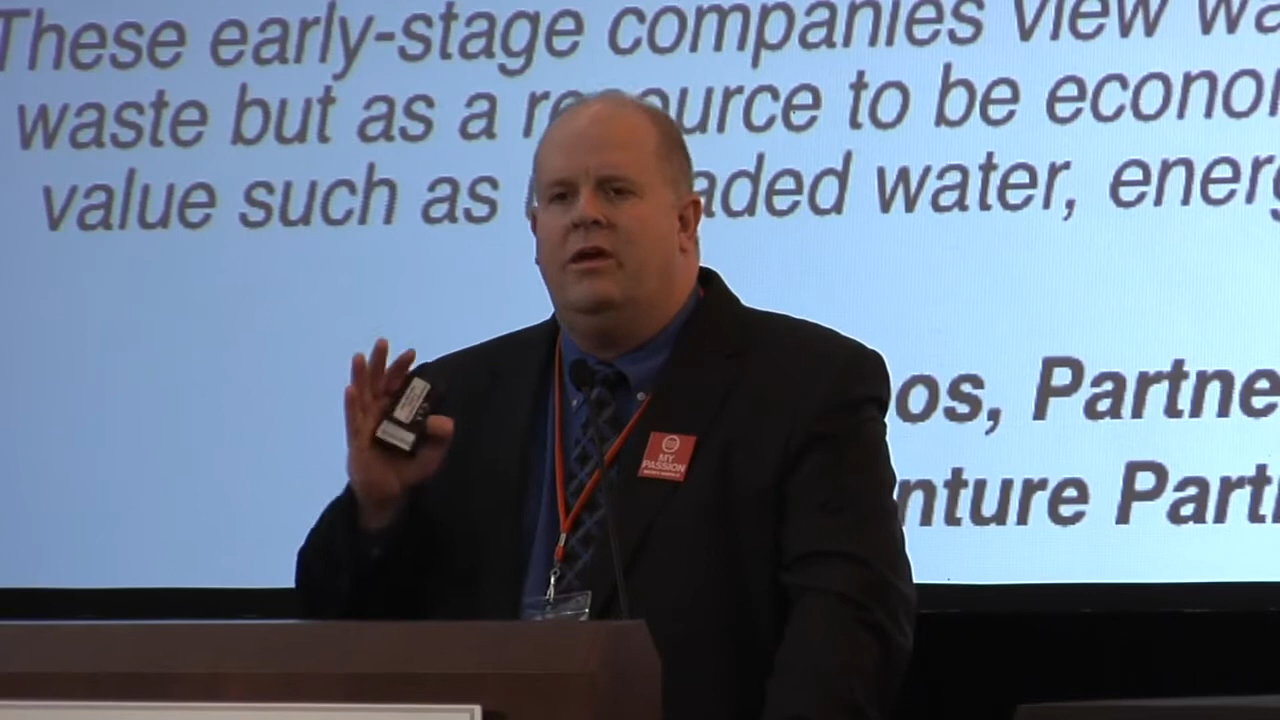 These early-stage companies view wa
waste but as a re ource to be econo
value such as aded water, energ
os, Partne
nture Part
MY
PASSION